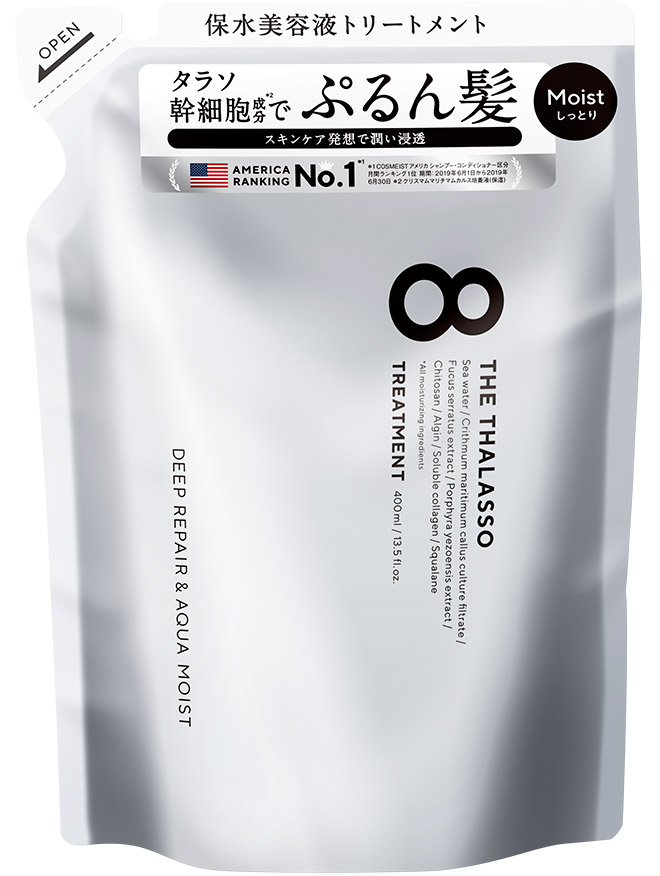 OPEN
保水美容液トリートメント
タラソ
幹細胞成分*2で
ぷるん髪
Moist
しっとり
スキンケア発想で潤い浸透
AMERICA
RANKING
No.1*1
*1 COSMEIST アメリカ シャンプー・コンディショナー区分
月間ランキング1位 期間：2019年6月1日から2019年
6月30日 *2 クリスマムマリチマムカルス培養液(保湿)
8
THE THALASSO
Sea water / Crithmum maritimum callus culture filtrate /
Fucus serratus extract / Porphyra yezoensis extract /
Chitosan / Algin / Soluble collagen / Squalane
*All moisturizing ingredients
TREATMENT 400ml / 13.5 fl.oz.
DEEP REPAIR & AQUA MOIST